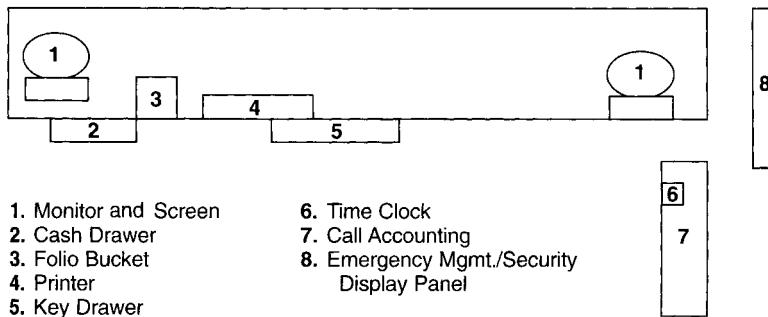 1
1
8
3
4
2
5
6
7
1. Monitor and Screen
2. Cash Drawer
3. Folio Bucket
4. Printer
5. Key Drawer
6. Time Clock
7. Call Accounting
8. Emergency Mgmt./Security
Display Panel